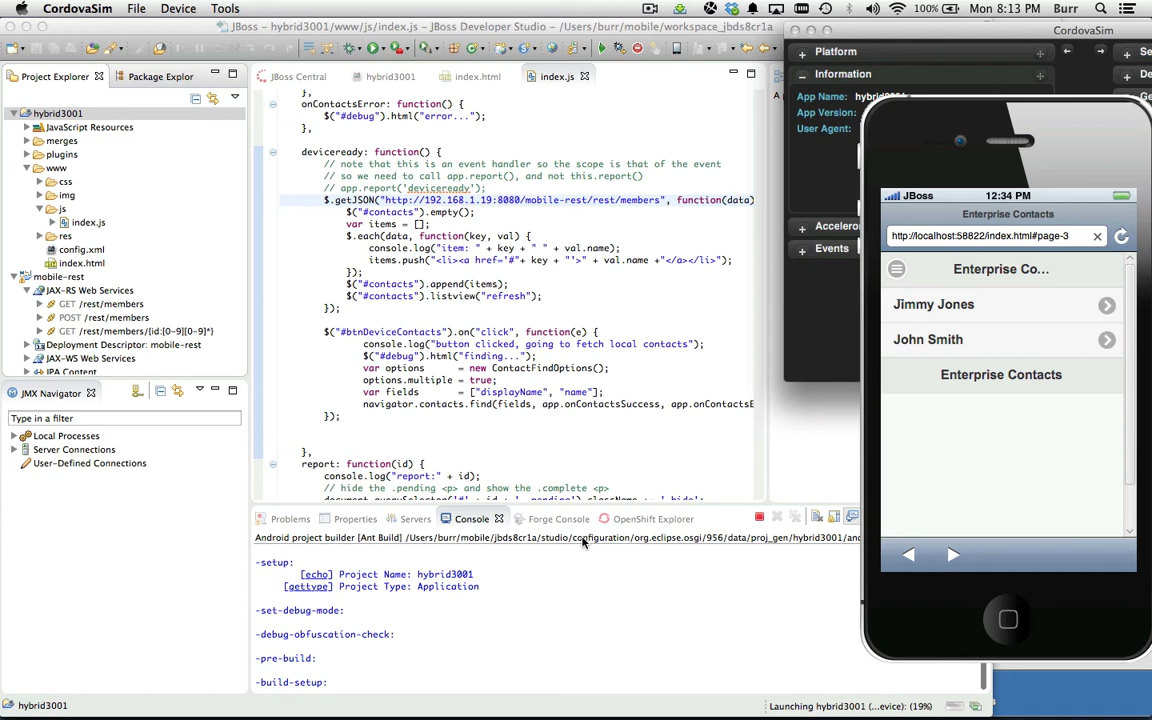 CordovaSim File Device Tools 100% Mon 8:13 PM Burr
JBoss - hybrid3001/www/js/index.js - JBoss Developer Studio - /Users/burr/mobile/workspace_jbds8cr1a
Project Explorer Package Explor
JBoss Central hybrid3001 index.html index.js
hybrid3001
JavaScript Resources
merges
plugins
www
css
img
js
index.js
res
config.xml
index.html
mobile-rest
JAX-RS Web Services
GET /rest/members
POST /rest/members
GET /rest/members/{id:[0-9][0-9]*}
Deployment Descriptor: mobile-rest
JAX-WS Web Services
JPA Content
JMX Navigator
Type in a filter
Local Processes
Server Connections
User-Defined Connections
},
onContactsError: function() {
$("#debug").html("error...");
},
deviceready: function() {
// note that this is an event handler so the scope is that of the event
// so we need to call app.report(), and not this.report()
// app.report('deviceready');
$.getJSON("http://192.168.1.19:8080/mobile-rest/rest/members", function(data)
$("#contacts").empty();
var items = [];
$.each(data, function(key, val) {
console.log("item: " + key + " " + val.name);
items.push("<li><a href='#"+ key + "'>" + val.name +"</a></li>");
});
$("#contacts").append(items);
$("#contacts").listview("refresh");
});
$("#btnDeviceContacts").on("click", function(e) {
console.log("button clicked, going to fetch local contacts");
$("#debug").html("finding...");
var options = new ContactFindOptions();
options.multiple = true;
var fields = ["displayName", "name"];
navigator.contacts.find(fields, app.onContactsSuccess, app.onContactsE
});
},
report: function(id) {
console.log("report:" + id);
// hide the .pending <p> and show the .complete <p>
document.querySelector('#' + id + ' .pending').className += ' hide';
Problems Properties Servers Console Forge Console OpenShift Explorer
Android project builder [Ant Build] /Users/burr/mobile/jbds8cr1a/studio/configuration/org.eclipse.osgi/956/data/proj_gen/hybrid3001/anc
-setup:
[echo] Project Name: hybrid3001
[gettype] Project Type: Application
-set-debug-mode:
-debug-obfuscation-check:
-pre-build:
-build-setup:
hybrid3001
Launching hybrid3001 (...evice): (19%)
CordovaSim
Platform
Information
App Name: hybrid3001
App Version:
User Agent:
Accelero
Events
Se
De
JBoss 12:34 PM
Enterprise Contacts
http://localhost:58822/index.html#page-3
Enterprise Co...
Jimmy Jones
John Smith
Enterprise Contacts